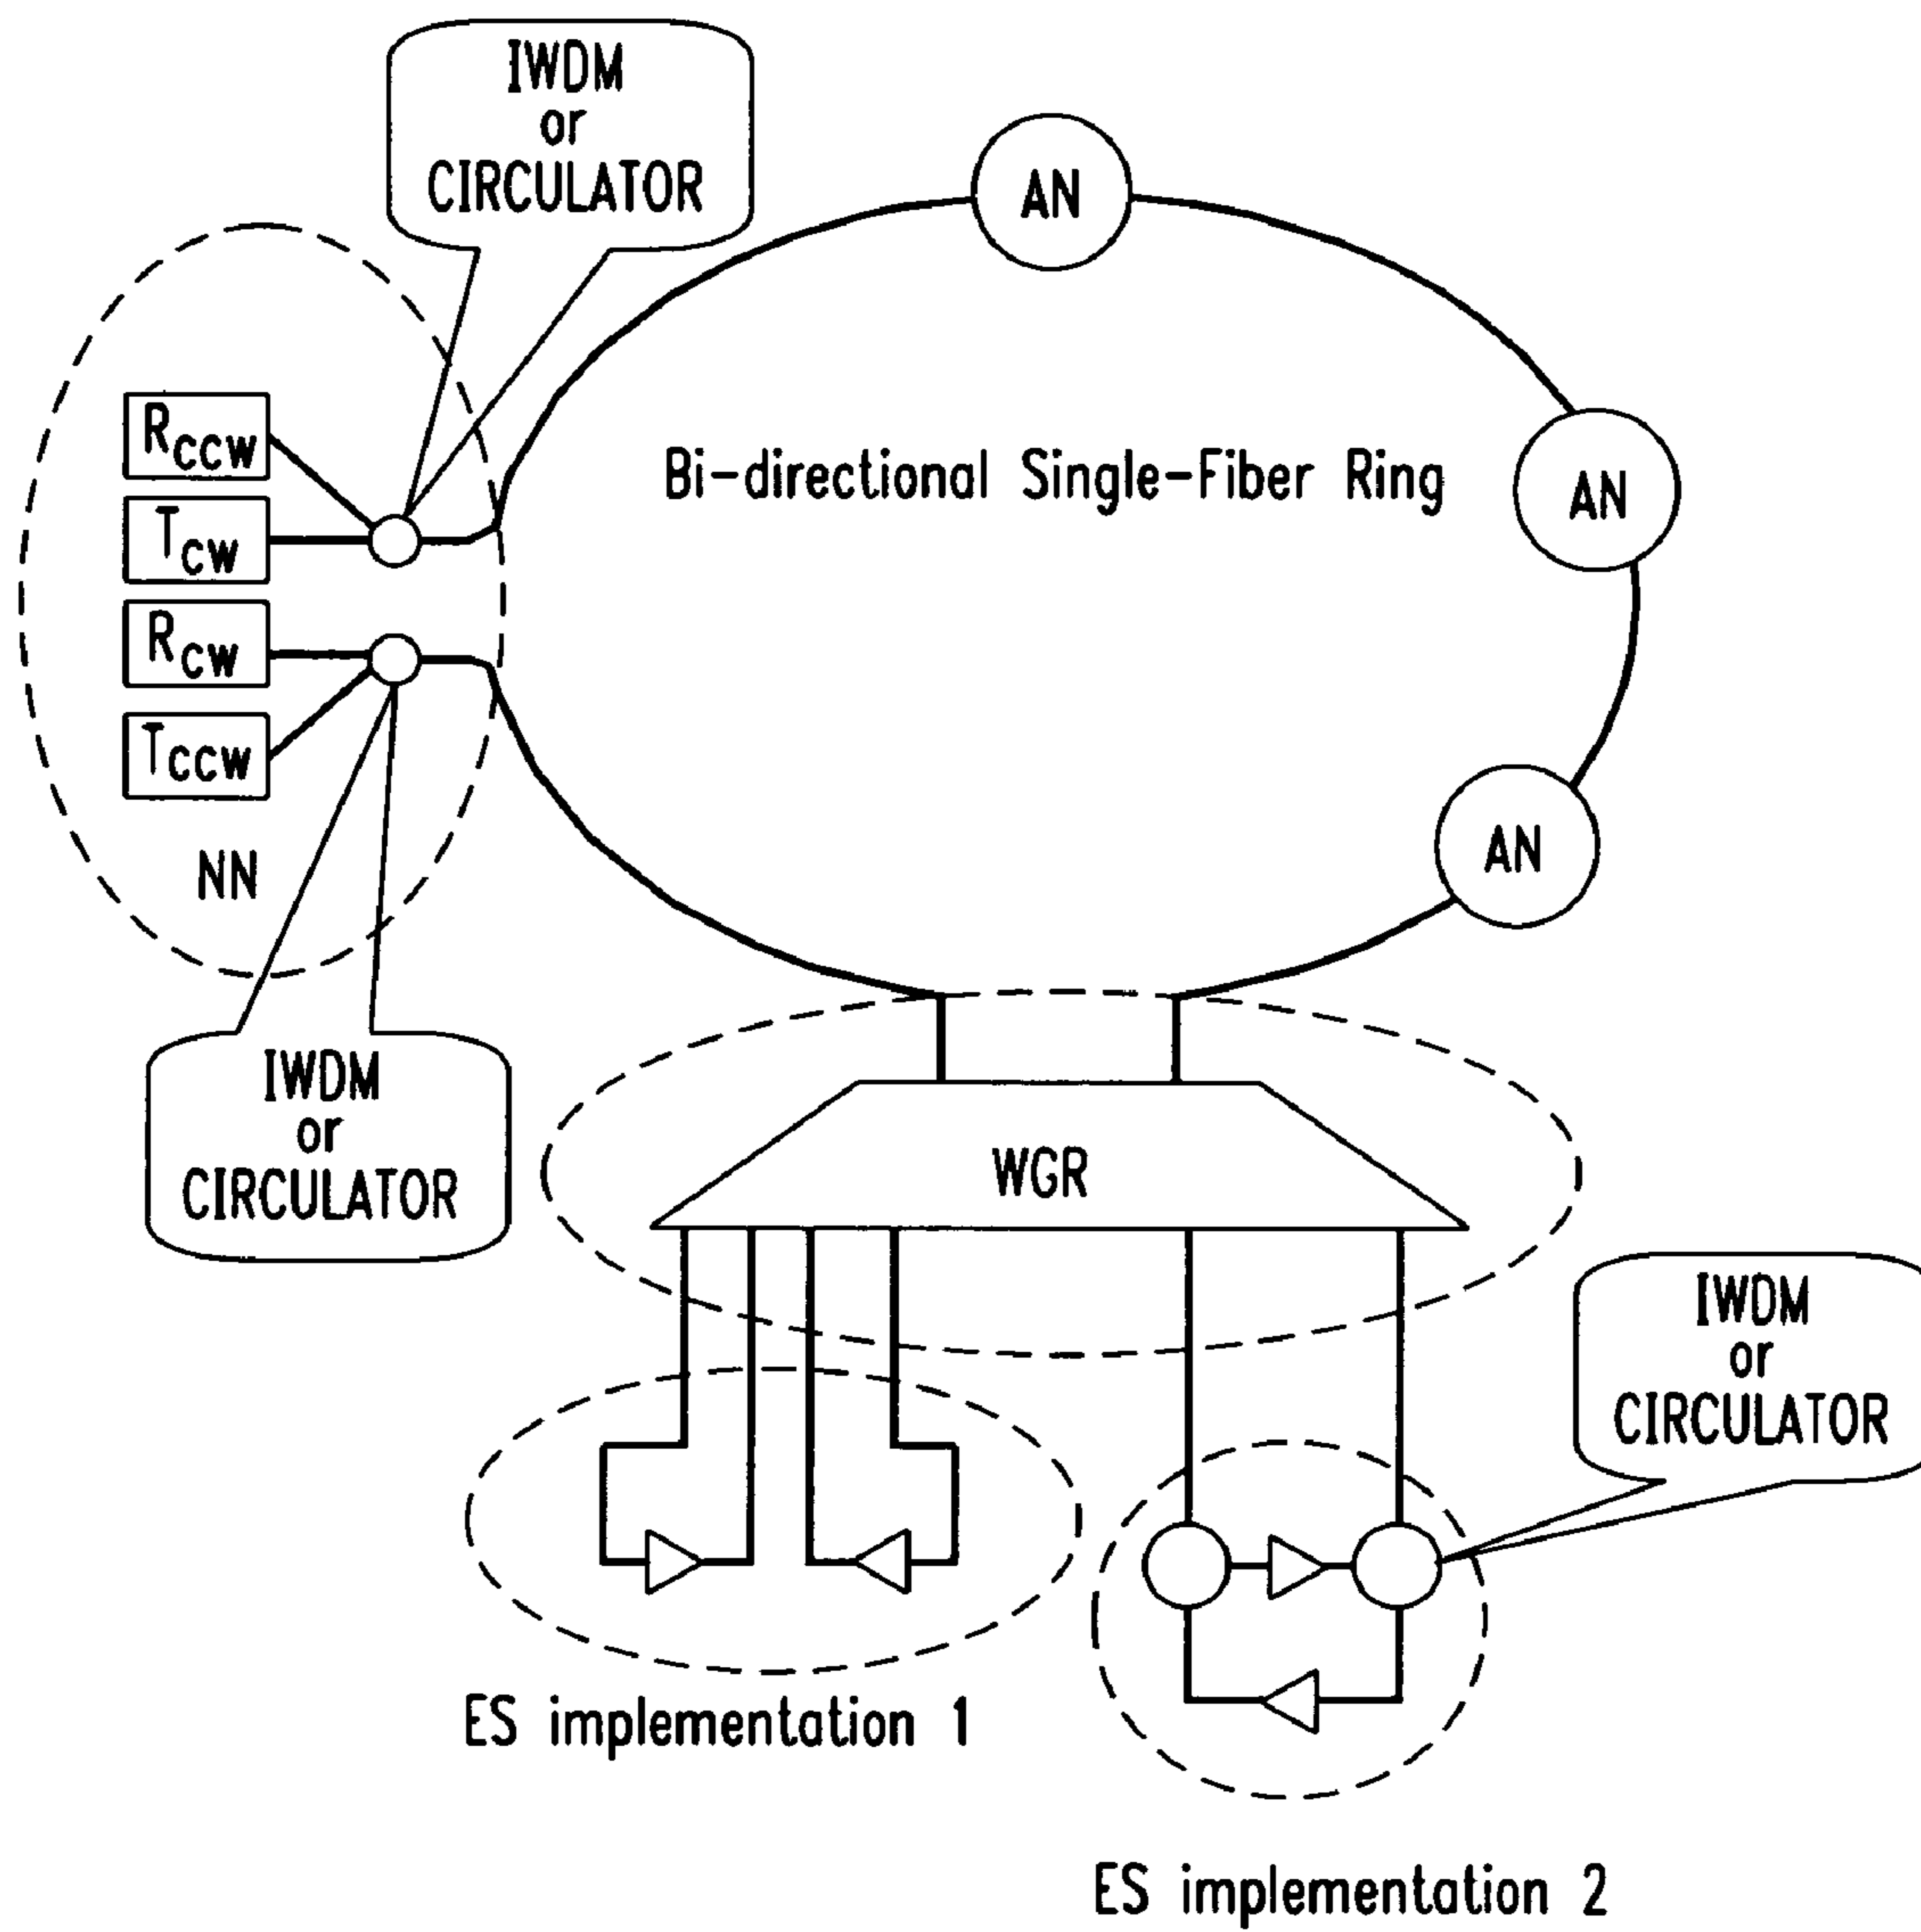 IWDM
or
CIRCULATOR
AN
Bi-directional Single-Fiber Ring
AN
RCCW
TCW
RCW
TCCW
NN
AN
IWDM
or
CIRCULATOR
WGR
IWDM
or
CIRCULATOR
ES implementation 1
ES implementation 2